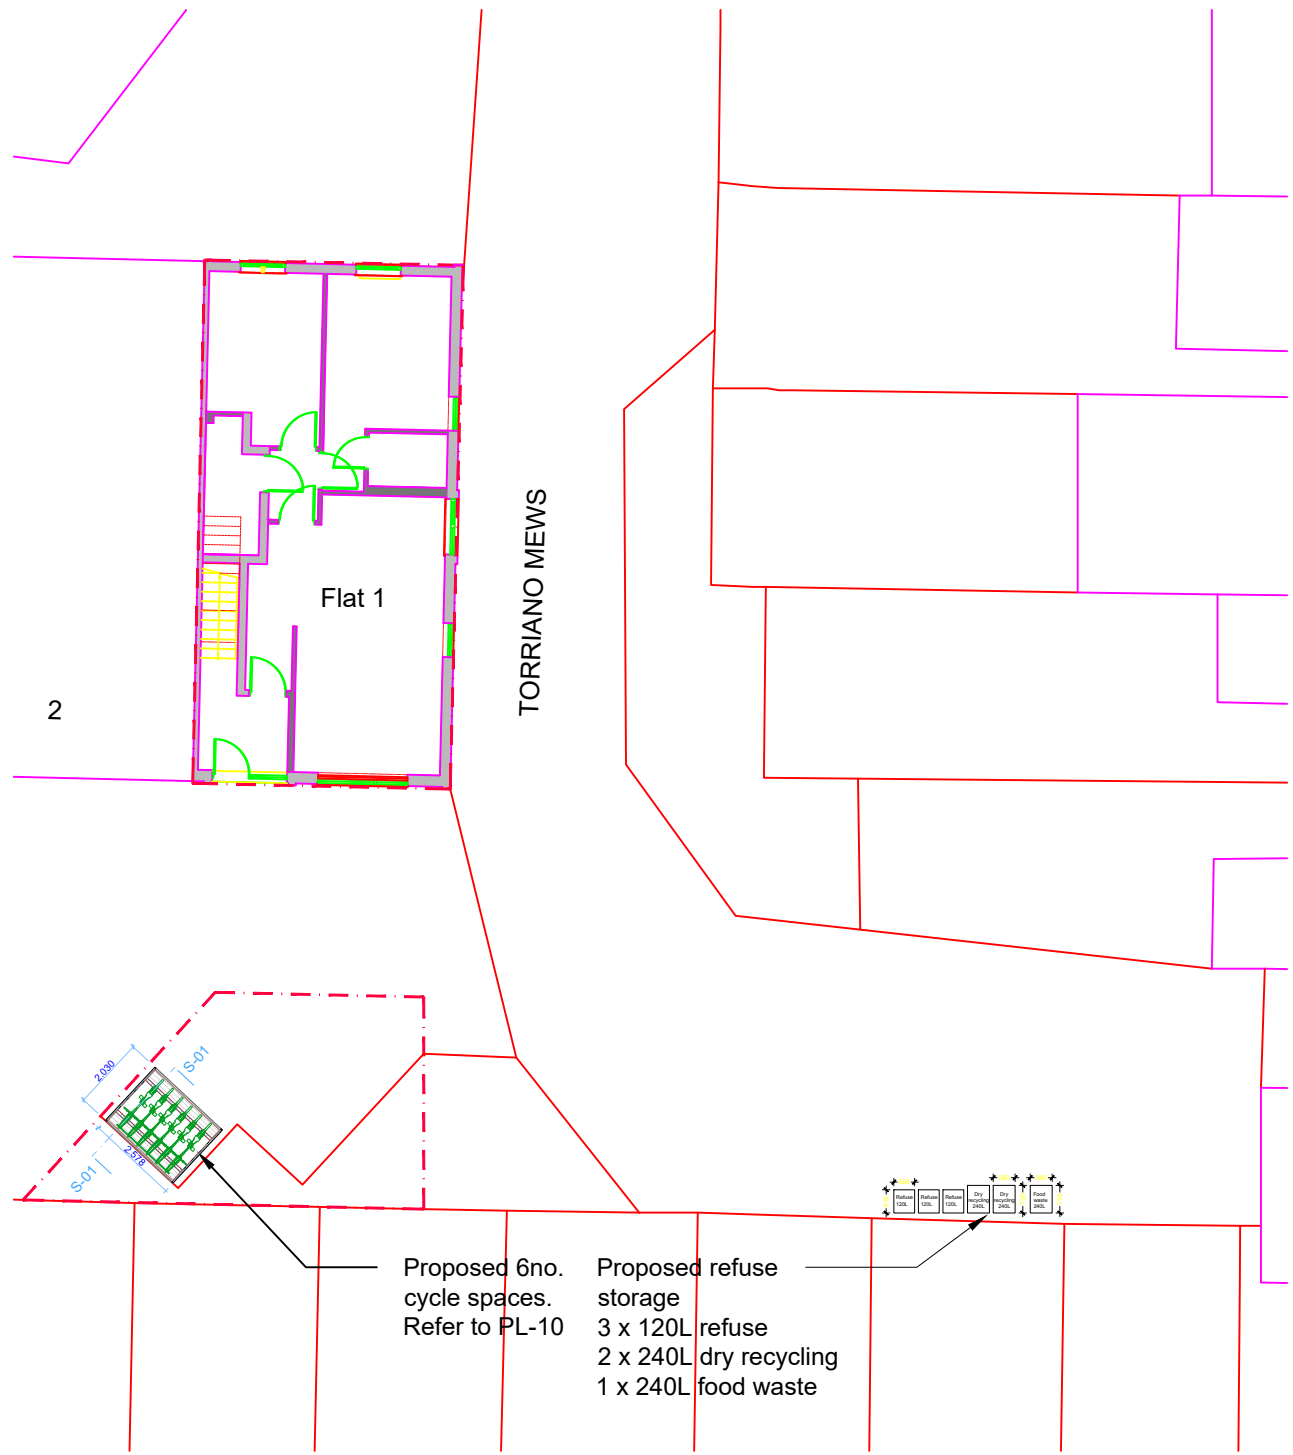 TORRIANO MEWS
Flat 1
2
S-01
2.030
2.578
S-01
Refuse
120L
Refuse
120L
Refuse
120L
Dry
recycling
240L
Dry
recycling
240L
Food
waste
240L
Proposed 6no.
cycle spaces.
Refer to PL-10
Proposed refuse
storage
3 x 120L refuse
2 x 240L dry recycling
1 x 240L food waste